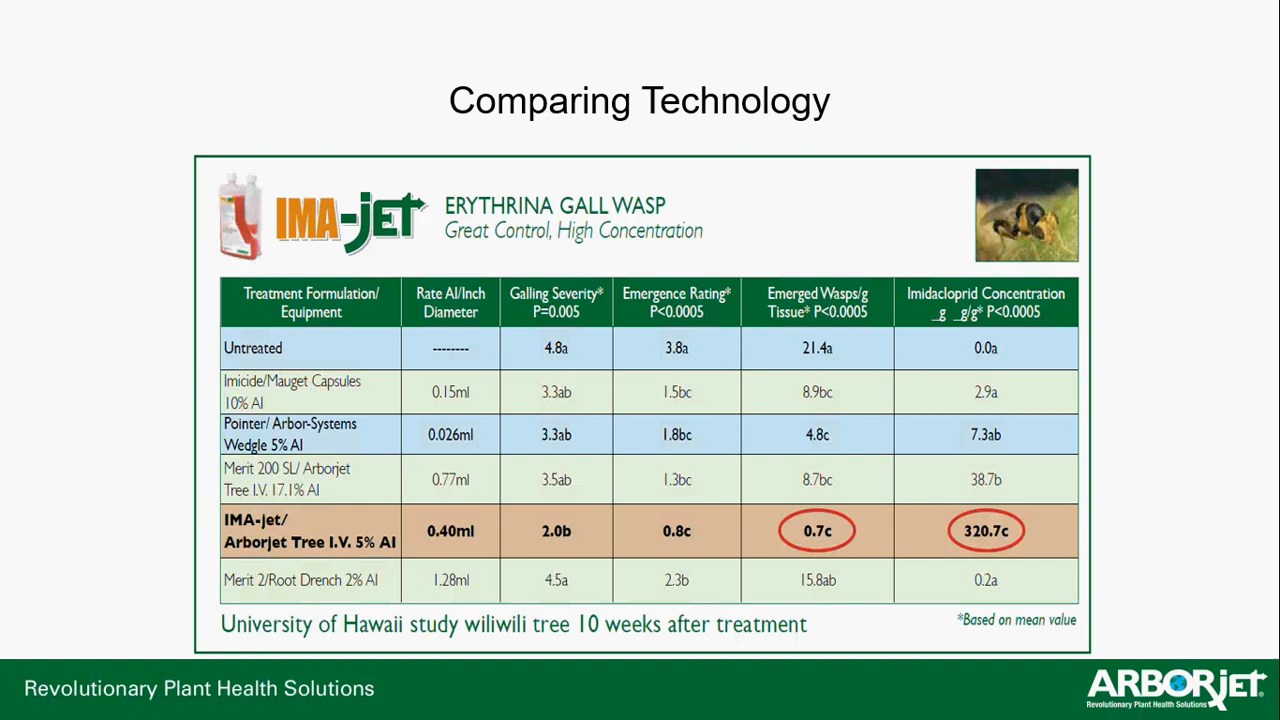 Comparing Technology
IMA-jet
ERYTHRINA GALL WASP
Great Control, High Concentration
Treatment Formulation/
Equipment
Rate AI/Inch
Diameter
Galling Severity*
P=0.005
Emergence Rating*
P<0.0005
Emerged Wasps/g
Tissue* P<0.0005
Imidacloprid Concentration
_g _g/g* P<0.0005
Untreated
--------
4.8a
3.8a
21.4a
0.0a
Imicide/Mauget Capsules
10% AI
0.15ml
3.3ab
1.5bc
8.9bc
2.9a
Pointer/ Arbor-Systems
Wedgle 5% AI
0.026ml
3.3ab
1.8bc
4.8c
7.3ab
Merit 200 SL/ Arborjet
Tree I.V. 17.1% AI
0.77ml
3.5ab
1.3bc
8.7bc
38.7b
IMA-jet/
Arborjet Tree I.V. 5% AI
0.40ml
2.0b
0.8c
0.7c
320.7c
Merit 2/Root Drench 2% AI
1.28ml
4.5a
2.3b
15.8ab
0.2a
University of Hawaii study wiliwili tree 10 weeks after treatment
*Based on mean value
Revolutionary Plant Health Solutions
ARBORjet
Revolutionary Plant Health Solutions